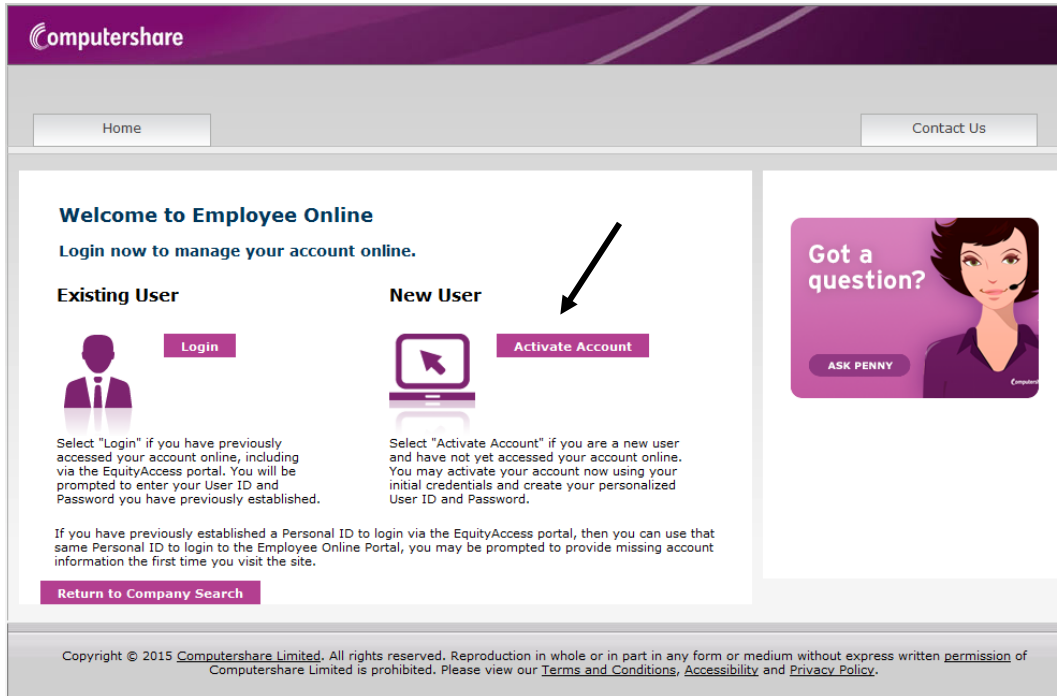 Computershare
Home
Contact Us
Welcome to Employee Online
Login now to manage your account online.
Existing User
Login
Select "Login" if you have previously
accessed your account online, including
via the EquityAccess portal. You will be
prompted to enter your User ID and
Password you have previously established.
New User
Activate Account
Select "Activate Account" if you are a new user
and have not yet accessed your account online.
You may activate your account now using your
initial credentials and create your personalized
User ID and Password.
If you have previously established a Personal ID to login via the EquityAccess portal, then you can use that
same Personal ID to login to the Employee Online Portal, you may be prompted to provide missing account
information the first time you visit the site.
Return to Company Search
Got a
question?
ASK PENNY
Computersh
Copyright © 2015 Computershare Limited. All rights reserved. Reproduction in whole or in part in any form or medium without express written permission of
Computershare Limited is prohibited. Please view our Terms and Conditions, Accessibility and Privacy Policy.